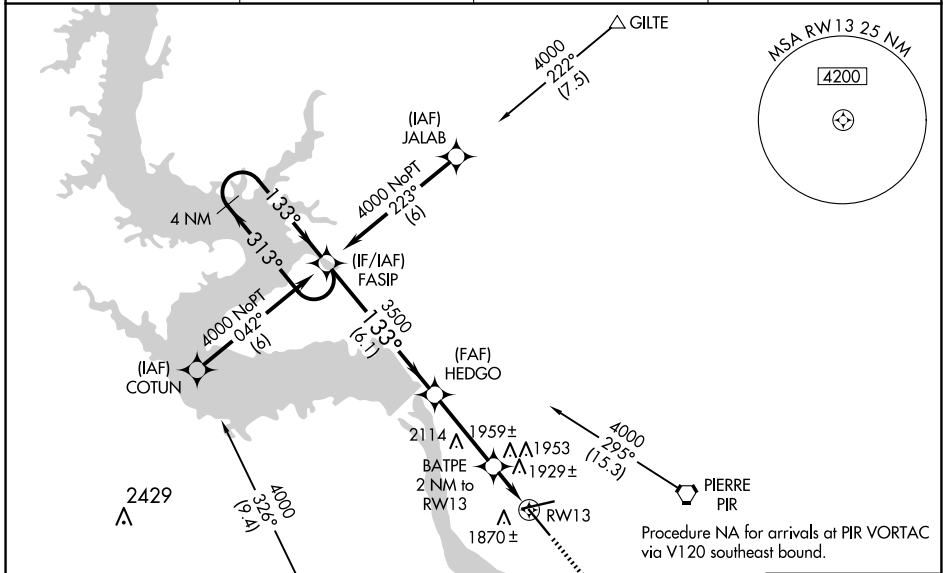 GILTE
4000
222°
(7.5)
MSA RW13 25 NM
4200
(IAF)
JALAB
4000 NoPT
223°
(6)
4 NM
133°
313°
(IF/IAF)
FASIP
4000 NoPT
042°
(6)
3500
133°
(6.1)
(IAF)
COTUN
(FAF)
HEDGO
2114
1959±
1953
1929±
BATPE
2 NM to
RW13
4000
295°
(15.3)
PIERRE
PIR
2429
4000
326°
(9.4)
RW13
1870±
Procedure NA for arrivals at PIR VORTAC
via V120 southeast bound.